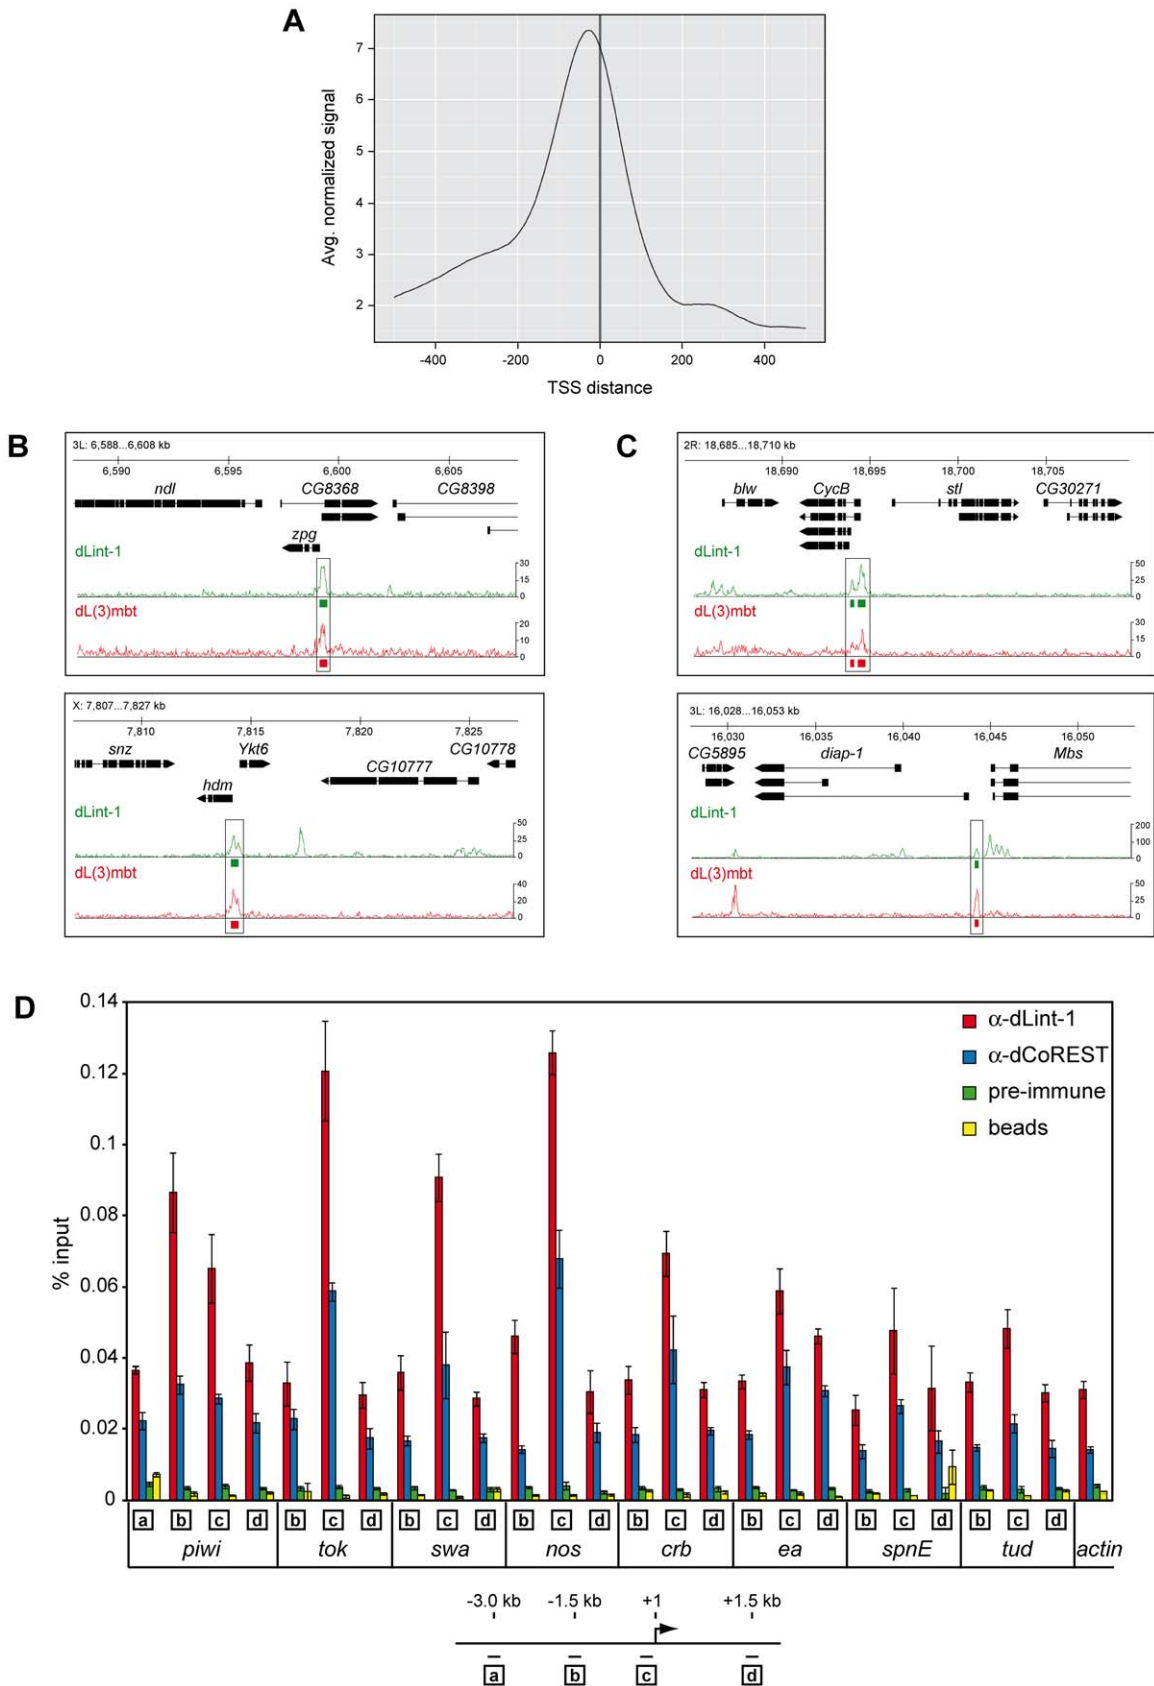 A
7
6
5
4
3
2
Avg. normalized signal
-400 -200 0 200 400
TSS distance
B
3L: 6,588...6,608 kb
6,590 6,595 6,600 6,605
ndl CG8368 CG8398
zpg
dLint-1
30
15
0
dL(3)mbt
20
10
0
X: 7,807...7,827 kb
7,810 7,815 7,820 7,825
snz Ykt6 CG10777 CG10778
hdm
dLint-1
50
25
0
dL(3)mbt
40
20
0
C
2R: 18,685...18,710 kb
18,690 18,695 18,700 18,705
blw CycB stl CG30271
dLint-1
50
25
0
dL(3)mbt
30
15
0
3L: 16,028...16,053 kb
16,030 16,035 16,040 16,045 16,050
CG5895 diap-1 Mbs
dLint-1
200
100
0
dL(3)mbt
50
25
0
D
0.14
0.12
0.1
0.08
0.06
0.04
0.02
0
% input
α-dLint-1
α-dCoREST
pre-immune
beads
a b c d b c d b c d b c d b c d b c d b c d b c d
piwi tok swa nos crb ea spnE tud actin
-3.0 kb -1.5 kb +1 +1.5 kb
a b c d